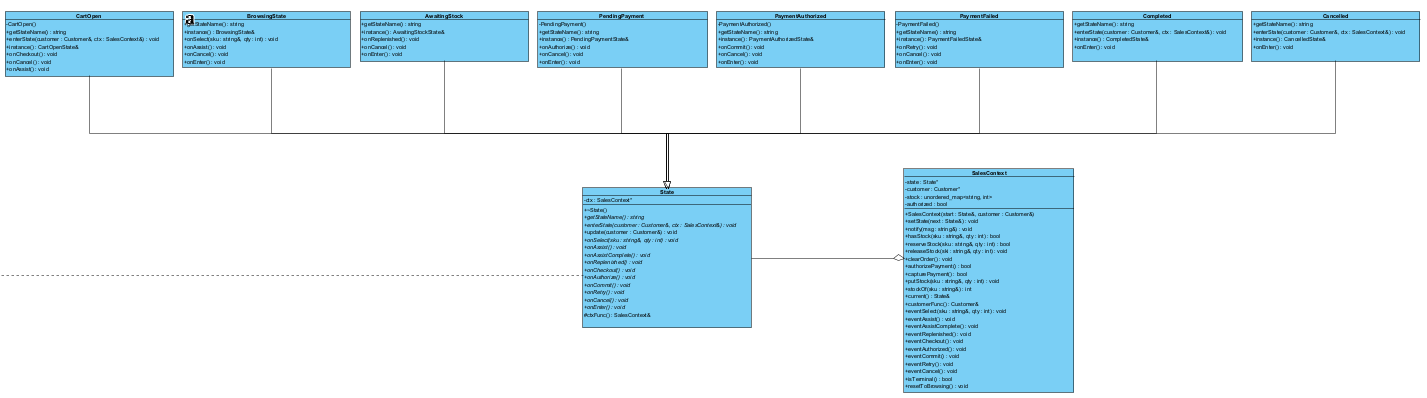 CartOpen
-CartOpen()
+getStateName() : string
+enterState(customer : Customer&, ctx : SalesContext&) : void
+instance() : CartOpenState&
+onCheckout() : void
+onCancel() : void
+onAssist() : void
a
BrowsingState
+getStateName() : string
+instance() : BrowsingState&
+onSelect(sku : string&, qty : int) : void
+onAssist() : void
+onCancel() : void
+onEnter() : void
AwaitingStock
+getStateName() : string
+instance() : AwaitingStockState&
+onReplenished() : void
+onCancel() : void
+onEnter() : void
PendingPayment
-PendingPayment()
+getStateName() : string
+instance() : PendingPaymentState&
+onAuthorize() : void
+onCancel() : void
+onEnter() : void
PaymentAuthorized
-PaymentAuthorized()
+getStateName() : string
+instance() : PaymentAuthorizedState&
+onCommit() : void
+onCancel() : void
+onEnter() : void
PaymentFailed
-PaymentFailed()
+getStateName() : string
+instance() : PaymentFailedState&
+onRetry() : void
+onCancel() : void
+onEnter() : void
Completed
+getStateName() : string
+enterState(customer : Customer&, ctx : SalesContext&) : void
+instance() : CompletedState&
+onEnter() : void
Cancelled
+getStateName() : string
+enterState(customer : Customer&, ctx : SalesContext&) : void
+instance() : CancelledState&
+onEnter() : void
State
-ctx : SalesContext*
+~State()
+getStateName() : string
+enterState(customer : Customer&, ctx : SalesContext&) : void
+update(customer : Customer&) : void
+onSelect(sku : string&, qty : int) : void
+onAssist() : void
+onAssistComplete() : void
+onReplenished() : void
+onCheckout() : void
+onAuthorize() : void
+onCommit() : void
+onRetry() : void
+onCancel() : void
+onEnter() : void
#ctxFunc() : SalesContext&
SalesContext
-state : State*
-customer : Customer*
-stock : unordered_map<string, int>
-authorized : bool
+SalesContext(start : State&, customer : Customer&)
+setState(next : State&) : void
+notify(msg : string&) : void
+hasStock(sku : string&, qty : int) : bool
+reserveStock(sku : string&, qty : int) : bool
+releaseStock(skt : string&, qty : int) : void
+clearOrder() : void
+authorizePayment() : bool
+capturePayment() : bool
+putStock(sku : string&, qty : int) : void
+stockOf(sku : string&) : int
+current() : State&
+customerFunc() : Customer&
+eventSelect(sku : string&, qty : int) : void
+eventAssist() : void
+eventAssistComplete() : void
+eventReplenished() : void
+eventCheckout() : void
+eventAuthorized() : void
+eventCommit() : void
+eventRetry() : void
+eventCancel() : void
+isTerminal() : bool
+resetToBrowsing() : void